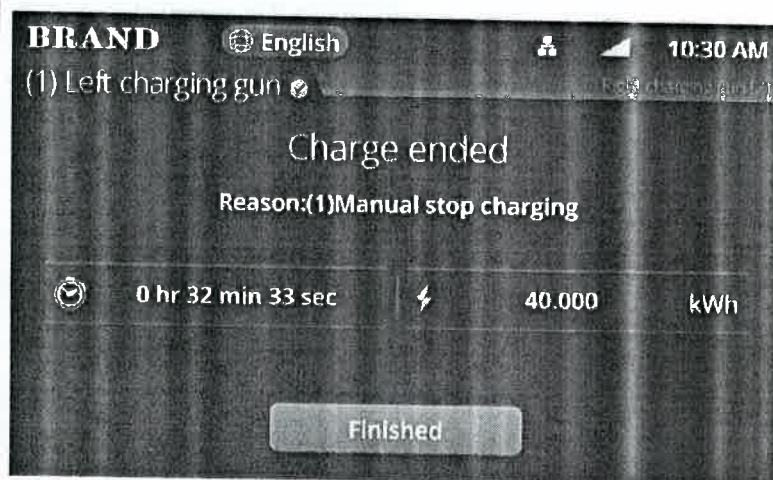 BRAND English 10:30 AM
(1) Left charging gun
Charge ended
Reason:(1)Manual stop charging
0 hr 32 min 33 sec 40.000 kWh
Finished